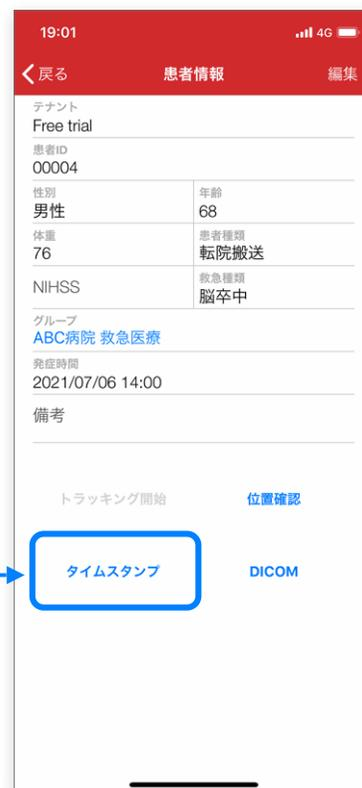 19:01 4G
戻る 患者情報 編集
テナント
Free trial
患者ID
00004
性別 年齢
男性 68
体重 患者種類
76 転院搬送
NIHSS 救急種類
脳卒中
グループ
ABC病院 救急医療
発症時間
2021/07/06 14:00
備考
トラッキング開始 位置確認
タイムスタンプ DICOM